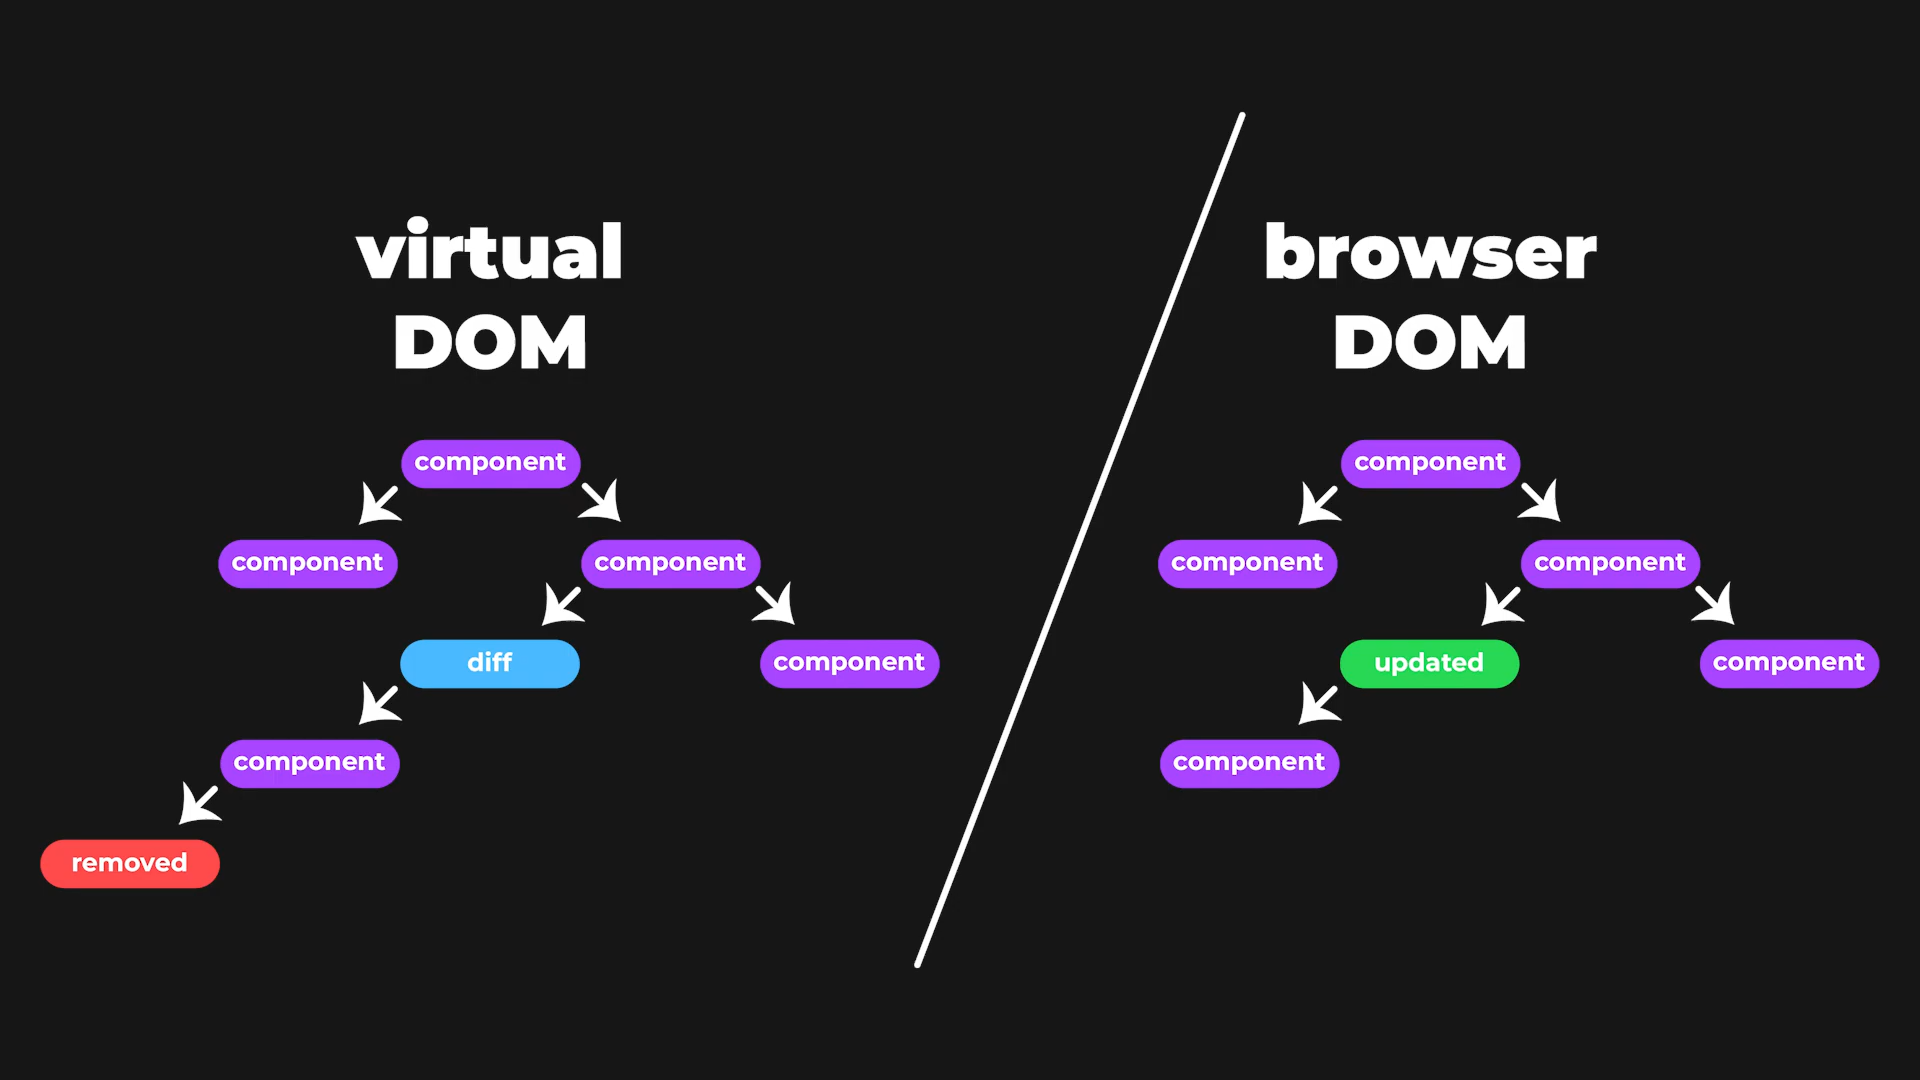 virtual
DOM
component
component
component
diff
component
component
removed
browser
DOM
component
component
component
updated
component
component